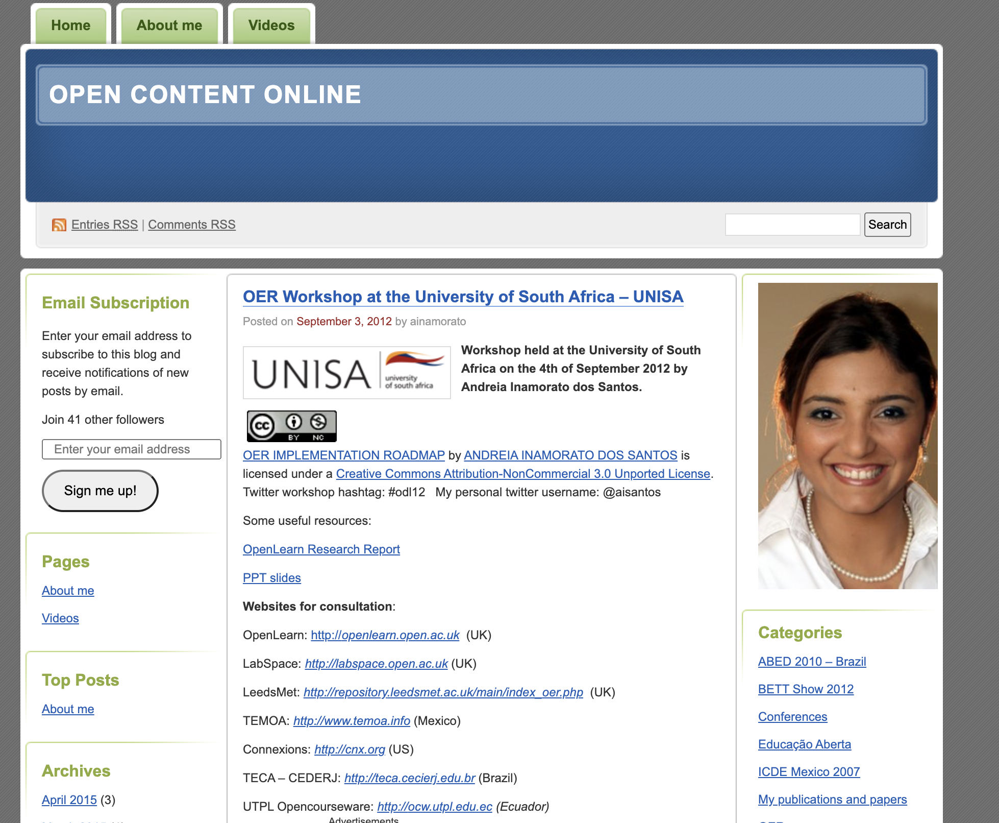 Home
About me
Videos
OPEN CONTENT ONLINE
Entries RSS | Comments RSS
Search
Email Subscription
Enter your email address to
subscribe to this blog and
receive notifications of new
posts by email.
Join 41 other followers
Enter your email address
Sign me up!
Pages
About me
Videos
Top Posts
About me
Archives
April 2015 (3)
OER Workshop at the University of South Africa – UNISA
Posted on September 3, 2012 by ainamorato
UNISA
university
of south africa
Workshop held at the University of South
Africa on the 4th of September 2012 by
Andreia Inamorato dos Santos.
cc
BY NC
OER IMPLEMENTATION ROADMAP by ANDREIA INAMORATO DOS SANTOS is
licensed under a Creative Commons Attribution-NonCommercial 3.0 Unported License.
Twitter workshop hashtag: #odl12   My personal twitter username: @aisantos
Some useful resources:
OpenLearn Research Report
PPT slides
Websites for consultation:
OpenLearn: http://openlearn.open.ac.uk  (UK)
LabSpace: http://labspace.open.ac.uk (UK)
LeedsMet: http://repository.leedsmet.ac.uk/main/index_oer.php  (UK)
TEMOA: http://www.temoa.info (Mexico)
Connexions: http://cnx.org (US)
TECA – CEDERJ: http://teca.cecierj.edu.br (Brazil)
UTPL Opencourseware: http://ocw.utpl.edu.ec (Ecuador)
Advertisements
Categories
ABED 2010 – Brazil
BETT Show 2012
Conferences
Educação Aberta
ICDE Mexico 2007
My publications and papers